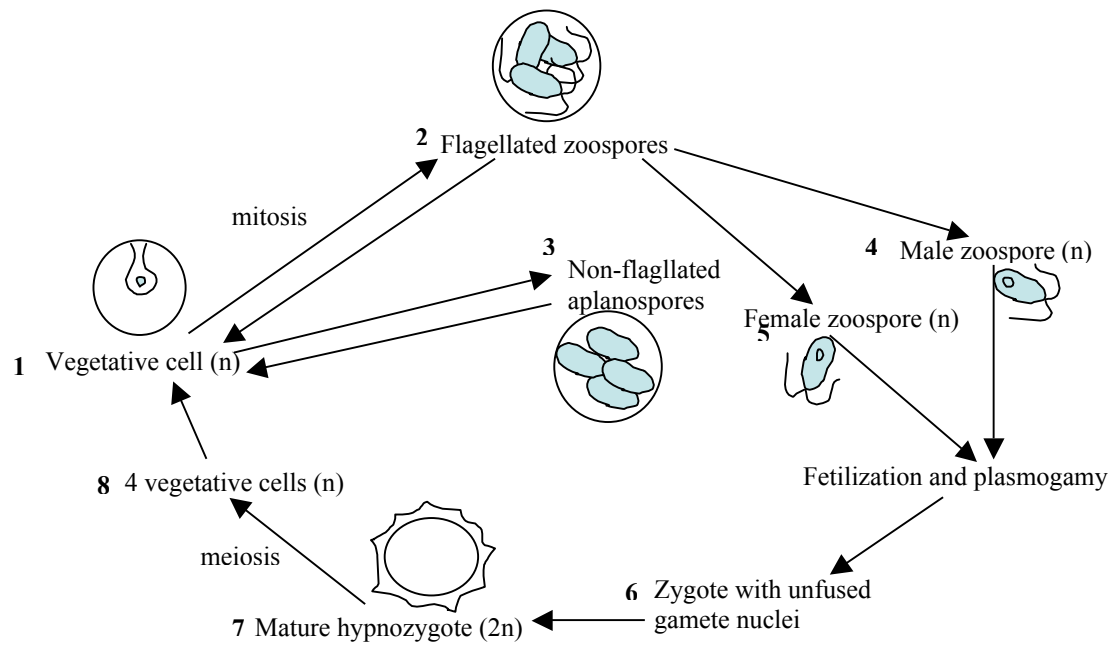 2 Flagellated zoospores
mitosis
3
Non-flagllated
aplanospores
4 Male zoospore (n)
Female zoospore (n)
5
1 Vegetative cell (n)
Fetilization and plasmogamy
8 4 vegetative cells (n)
meiosis
6 Zygote with unfused
gamete nuclei
7 Mature hypnozygote (2n)